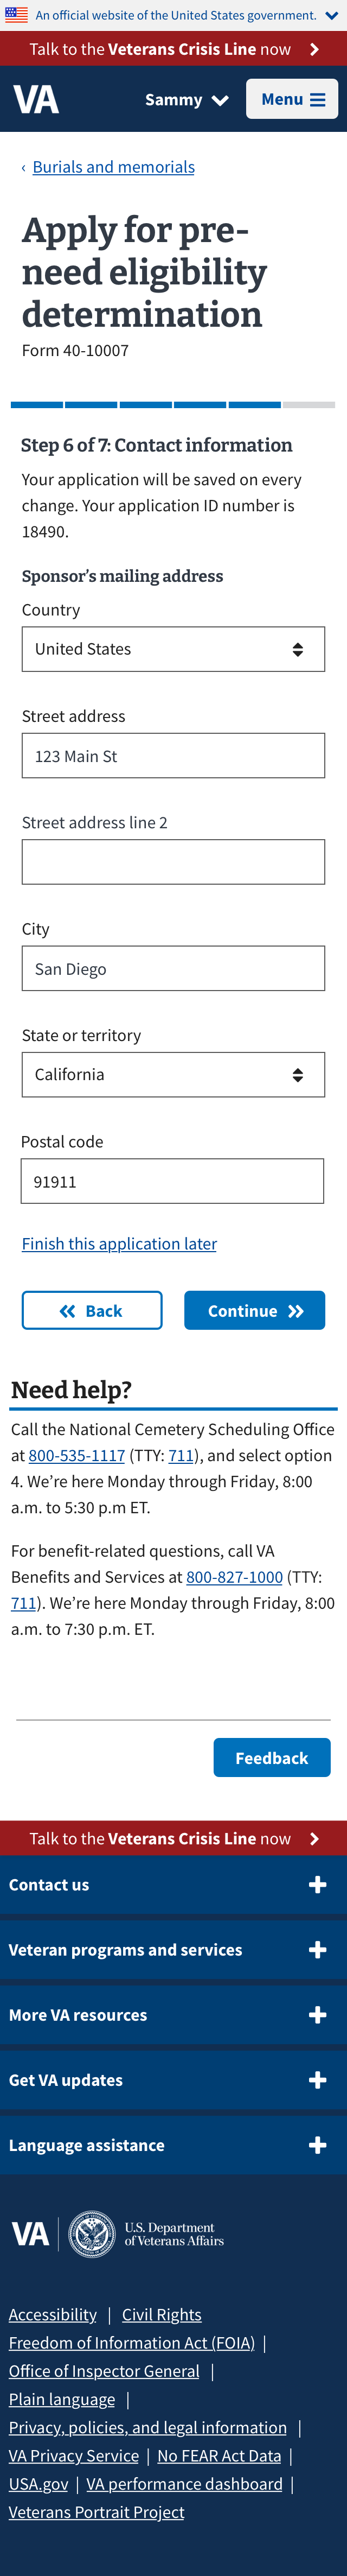 An official website of the United States government.
Talk to the Veterans Crisis Line now
VA
Sammy
Menu
‹ Burials and memorials
Apply for pre-
need eligibility
determination
Form 40-10007
Step 6 of 7: Contact information
Your application will be saved on every
change. Your application ID number is
18490.
Sponsor’s mailing address
Country
United States
Street address
123 Main St
Street address line 2
City
San Diego
State or territory
California
Postal code
91911
Finish this application later
Back
Continue
Need help?
Call the National Cemetery Scheduling Office
at 800-535-1117 (TTY: 711), and select option
4. We’re here Monday through Friday, 8:00
a.m. to 5:30 p.m ET.
For benefit-related questions, call VA
Benefits and Services at 800-827-1000 (TTY:
711). We’re here Monday through Friday, 8:00
a.m. to 7:30 p.m. ET.
Feedback
Talk to the Veterans Crisis Line now
Contact us
Veteran programs and services
More VA resources
Get VA updates
Language assistance
VA
U.S. Department
of Veterans Affairs
Accessibility | Civil Rights
Freedom of Information Act (FOIA) |
Office of Inspector General |
Plain language |
Privacy, policies, and legal information |
VA Privacy Service | No FEAR Act Data |
USA.gov | VA performance dashboard |
Veterans Portrait Project